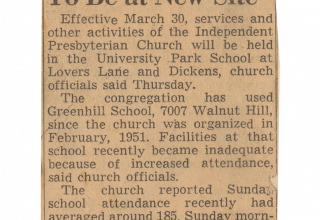 To Be at New Site
Effective March 30, services and
other activities of the Independent
Presbyterian Church will be held
in the University Park School at
Lovers Lane and Dickens, church
officials said Thursday.
The congregation has used
Greenhill School, 7007 Walnut Hill,
since the church was organized in
February, 1951. Facilities at that
school recently became inadequate
because of increased attendance,
said church officials.
The church reported Sunday
school attendance recently had
averaged around 185. Sunday morn-